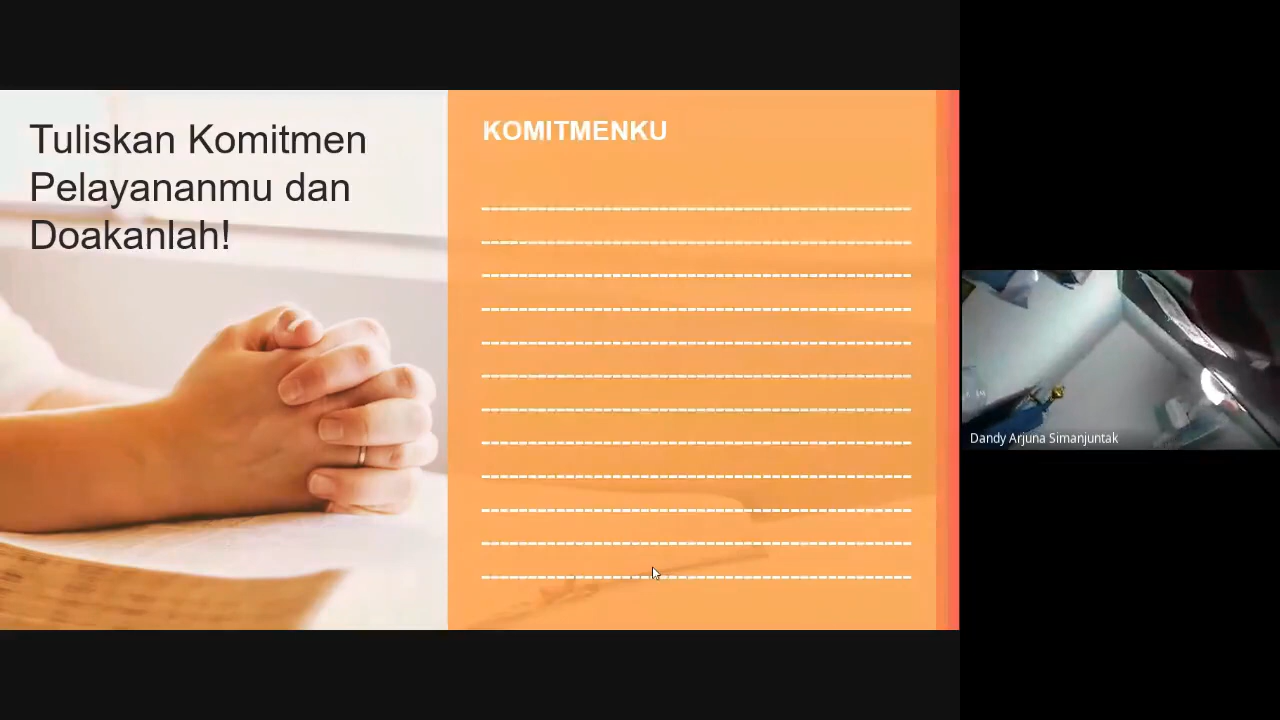 Tuliskan Komitmen
Pelayananmu dan
Doakanlah!
KOMITMENKU
Dandy Arjuna Simanjuntak